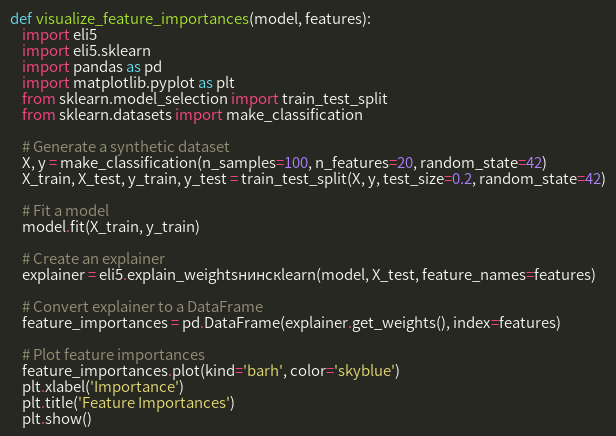 def visualize_feature_importances(model, features):
    import eli5
    import eli5.sklearn
    import pandas as pd
    import matplotlib.pyplot as plt
    from sklearn.model_selection import train_test_split
    from sklearn.datasets import make_classification

    # Generate a synthetic dataset
    X, y = make_classification(n_samples=100, n_features=20, random_state=42)
    X_train, X_test, y_train, y_test = train_test_split(X, y, test_size=0.2, random_state=42)

    # Fit a model
    model.fit(X_train, y_train)

    # Create an explainer
    explainer = eli5.explain_weightsнинсклearn(model, X_test, feature_names=features)

    # Convert explainer to a DataFrame
    feature_importances = pd.DataFrame(explainer.get_weights(), index=features)

    # Plot feature importances
    feature_importances.plot(kind='barh', color='skyblue')
    plt.xlabel('Importance')
    plt.title('Feature Importances')
    plt.show()